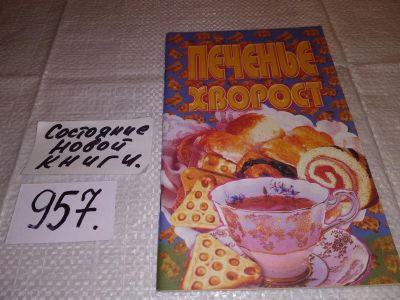 ПЕЧЕНЬЕ
ХВОРОСТ
Состояние
новой
книги.
957.